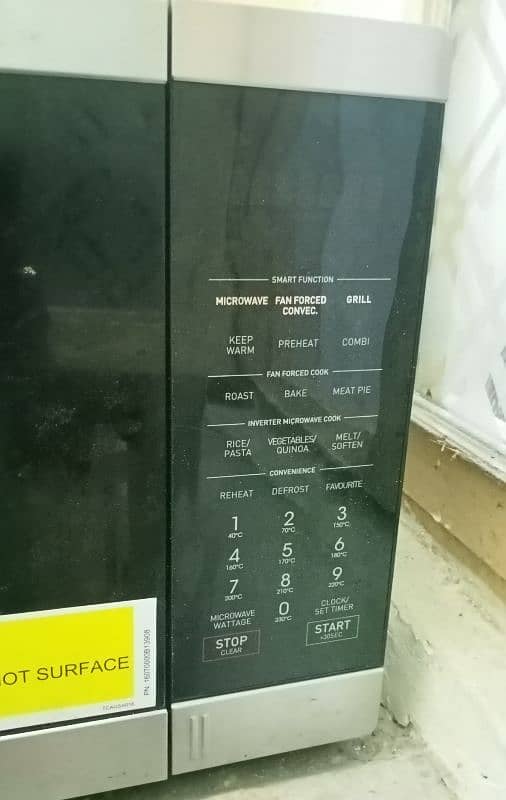 SMART FUNCTION
MICROWAVE FAN FORCED CONVEC. GRILL
KEEP WARM PREHEAT COMBI
FAN FORCED COOK
ROAST BAKE MEAT PIE
INVERTER MICROWAVE COOK
RICE/ PASTA VEGETABLES/ QUINOA MELT/ SOFTEN
CONVENIENCE
REHEAT DEFROST FAVOURITE
1 2 3
40°C 70°C 150°C
4 5 6
160°C 170°C 180°C
7 8 9
200°C 210°C 220°C
MICROWAVE WATTAGE 0 CLOCK/ SET TIMER
230°C
STOP START
CLEAR +30SEC
OT SURFACE